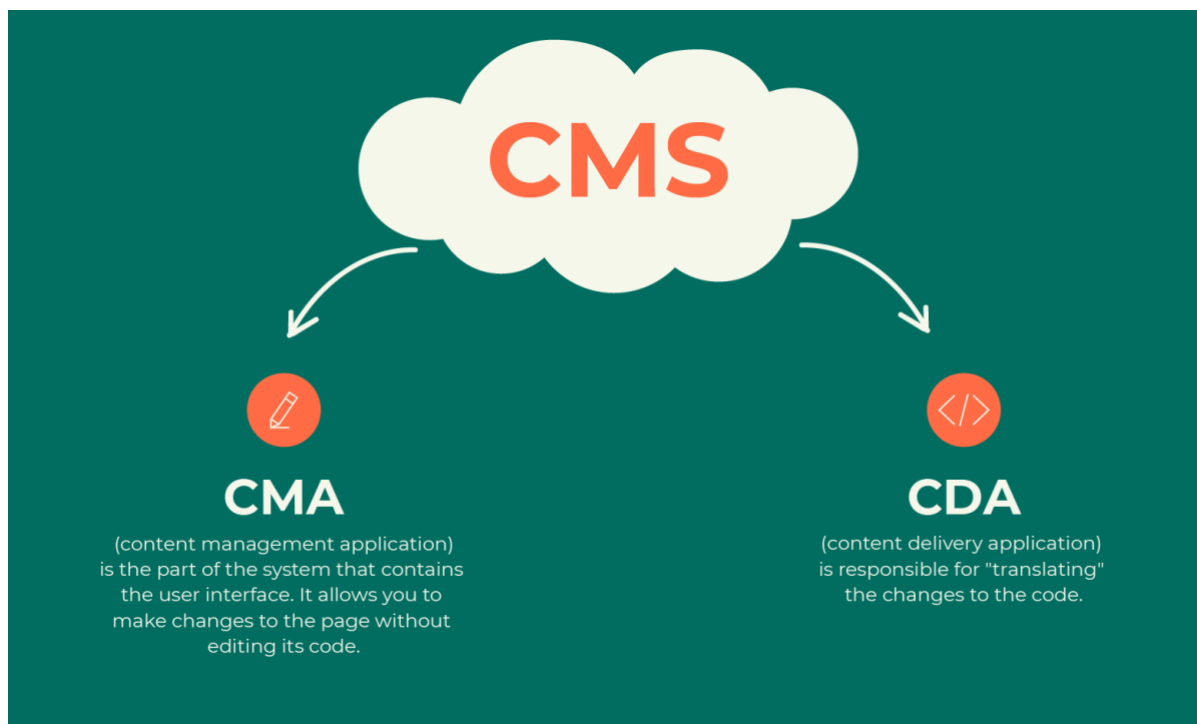 CMS
CMA
(content management application)
is the part of the system that contains
the user interface. It allows you to
make changes to the page without
editing its code.
CDA
(content delivery application)
is responsible for "translating"
the changes to the code.